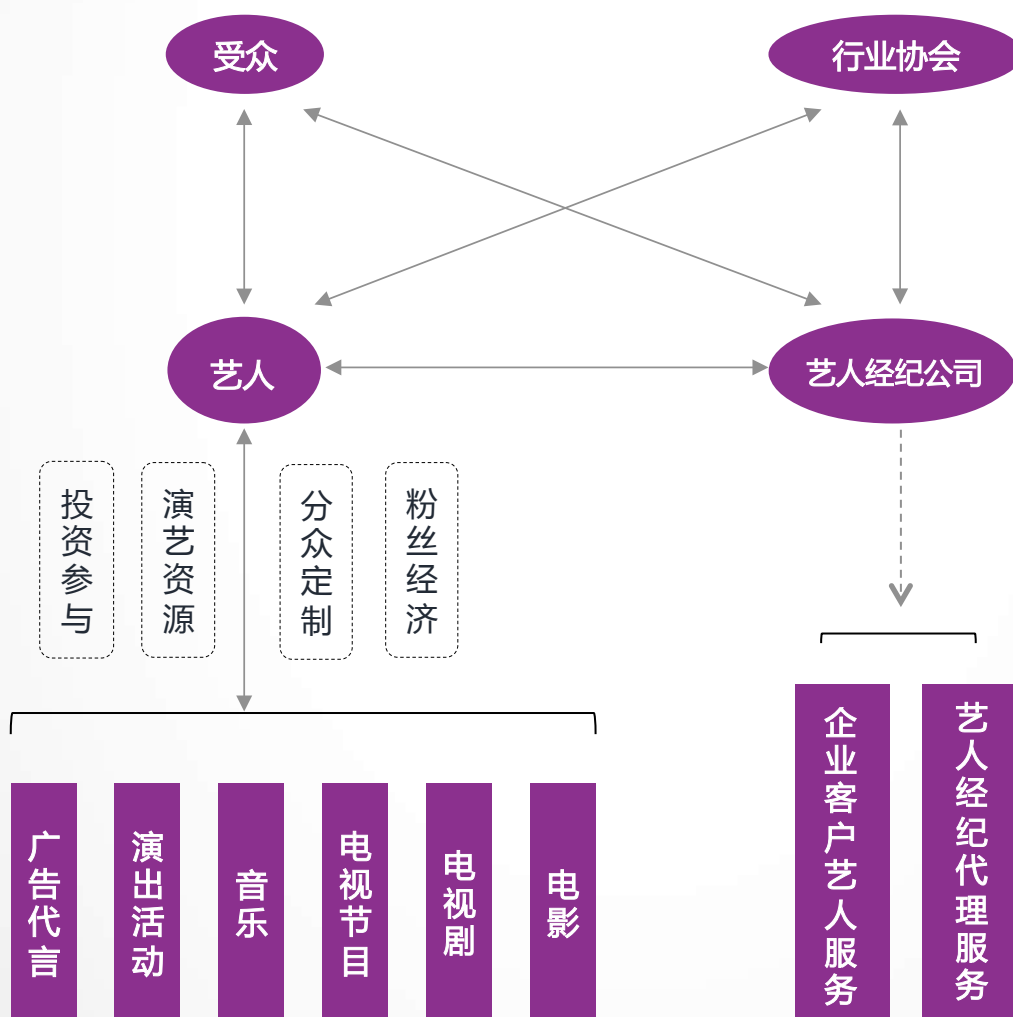 受众
行业协会
艺人
艺人经纪公司
投资参与
演艺资源
分众定制
粉丝经济
广告代言
演出活动
音乐
电视节目
电视剧
电影
企业客户艺人服务
艺人经纪代理服务